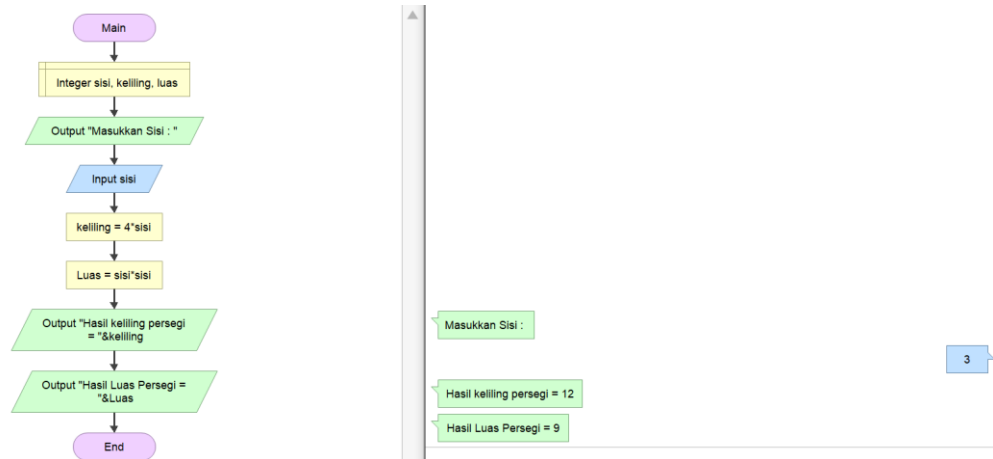 Main
Integer sisi, keliling, luas
Output "Masukkan Sisi : "
Input sisi
keliling = 4*sisi
Luas = sisi*sisi
Output "Hasil keliling persegi
= "&keliling
Output "Hasil Luas Persegi =
"&Luas
End
Masukkan Sisi :
3
Hasil keliling persegi = 12
Hasil Luas Persegi = 9